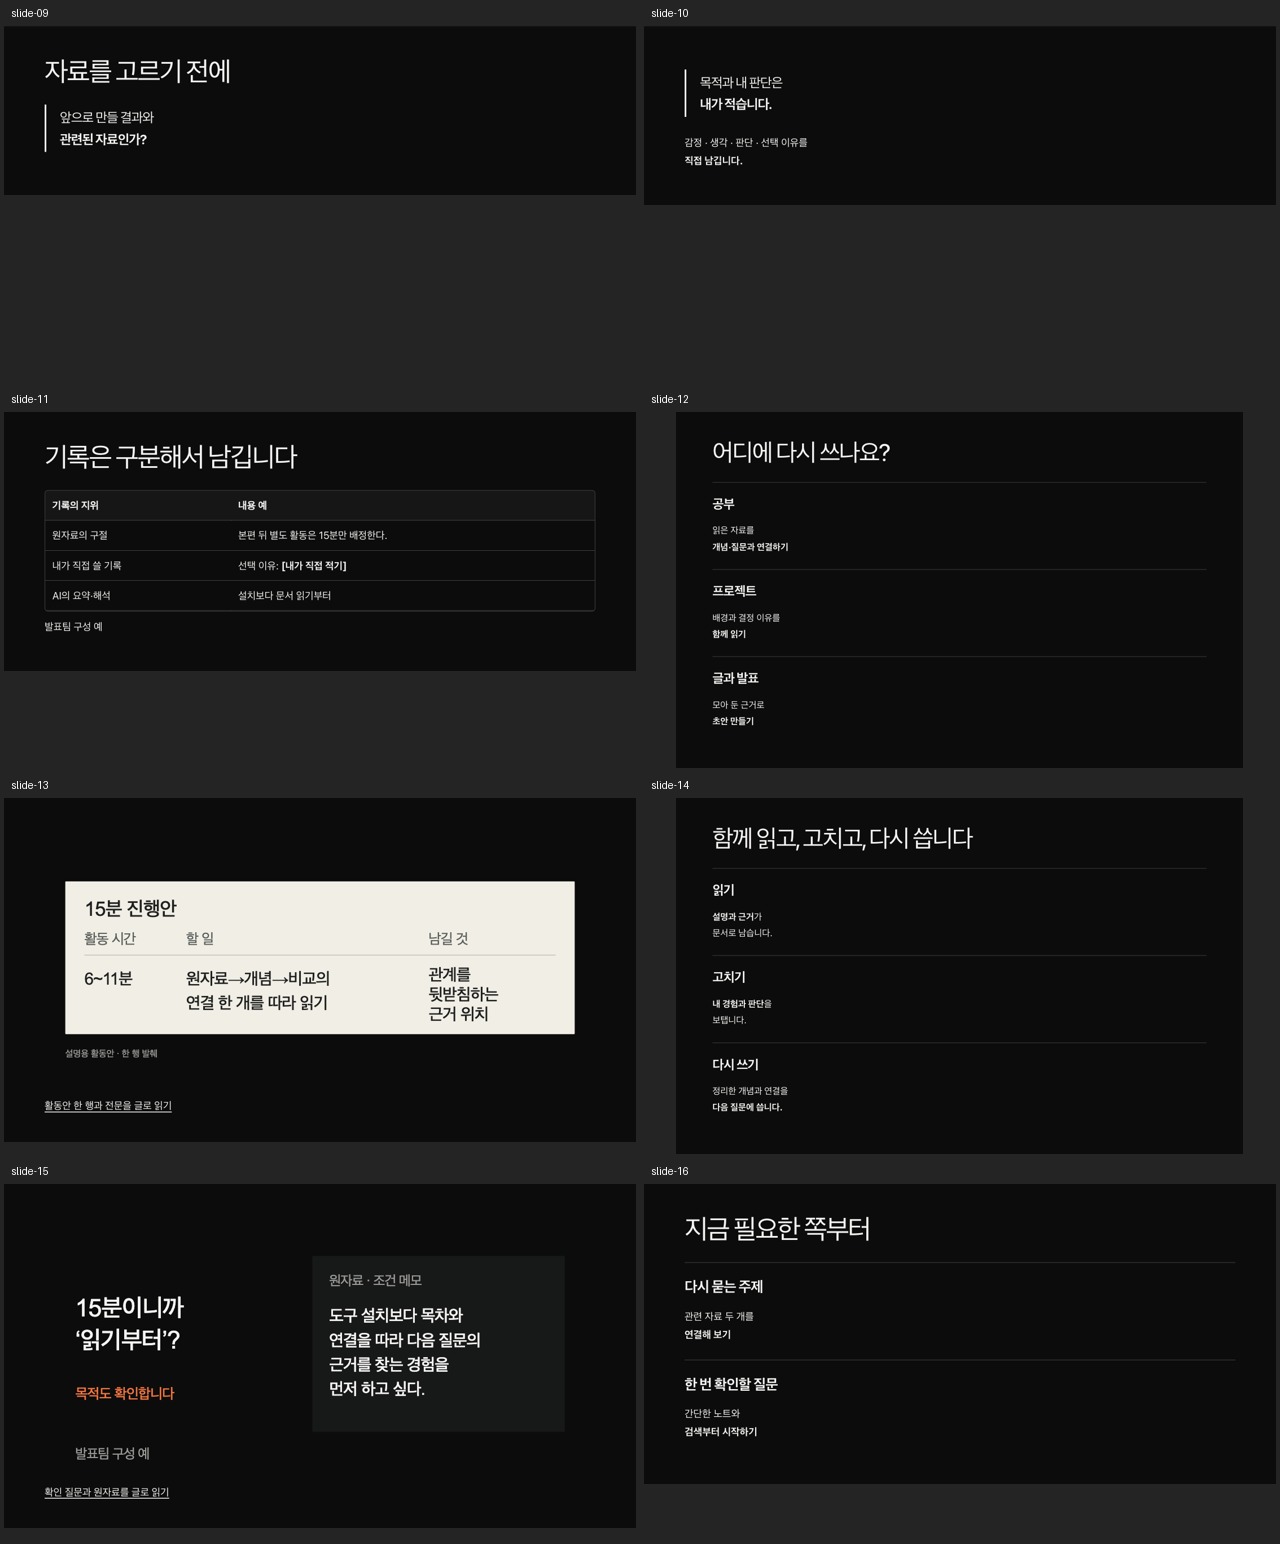 slide-09
자료를 고르기 전에
앞으로 만들 결과와
관련된 자료인가?
slide-10
목적과 내 판단은
내가 적습니다.
감정 · 생각 · 판단 · 선택 이유를
직접 남깁니다.
slide-11
기록은 구분해서 남깁니다
기록의 지위 내용 예
원자료의 구절 본편 뒤 별도 활동은 15분만 배정한다.
내가 직접 쓸 기록 선택 이유: [내가 직접 적기]
AI의 요약·해석 설치보다 문서 읽기부터
발표팀 구성 예
slide-12
어디에 다시 쓰나요?
공부
읽은 자료를
개념·질문과 연결하기
프로젝트
배경과 결정 이유를
함께 읽기
글과 발표
모아 둔 근거로
초안 만들기
slide-13
15분 진행안
활동 시간 할 일 남길 것
6~11분 원자료→개념→비교의
연결 한 개를 따라 읽기
관계를
뒷받침하는
근거 위치
설명용 활동안 · 한 행 발췌
활동안 한 행과 전문을 글로 읽기
slide-14
함께 읽고, 고치고, 다시 씁니다
읽기
설명과 근거가
문서로 남습니다.
고치기
내 경험과 판단을
보탭니다.
다시 쓰기
정리한 개념과 연결을
다음 질문에 씁니다.
slide-15
15분이니까
‘읽기부터’?
목적도 확인합니다
발표팀 구성 예
원자료 · 조건 메모
도구 설치보다 목차와
연결을 따라 다음 질문의
근거를 찾는 경험을
먼저 하고 싶다.
확인 질문과 원자료를 글로 읽기
slide-16
지금 필요한 쪽부터
다시 묻는 주제
관련 자료 두 개를
연결해 보기
한 번 확인할 질문
간단한 노트와
검색부터 시작하기